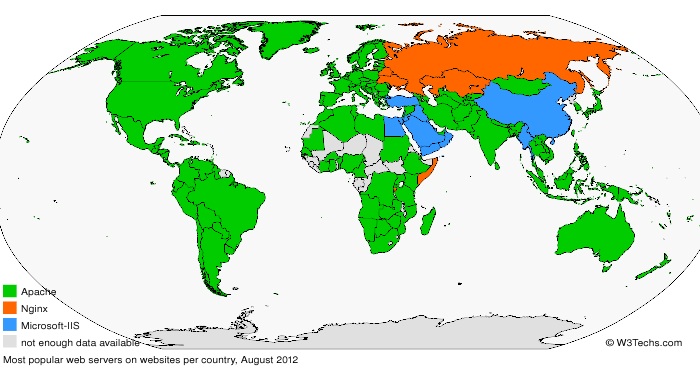 Apache
Nginx
Microsoft-IIS
not enough data available
© W3Techs.com
Most popular web servers on websites per country, August 2012